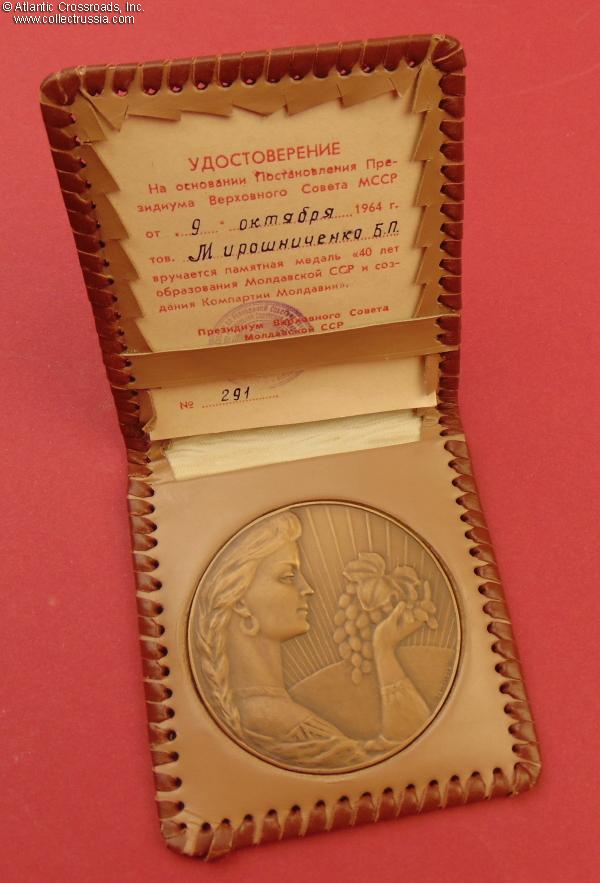 © Atlantic Crossroads, Inc.
www.collectrussia.com
УДОСТОВЕРЕНИЕ
На основании Постановления Пре-
зидиума Верховного Совета МССР
от „ 9 " октября 1964 г.
тов. Мирошниченко Б.П.
вручается памятная медаль «40 лет
образования Молдавской ССР и соз-
дания Компартии Молдавии».
Президиум Верховного Совета
Молдавской ССР
№ 291